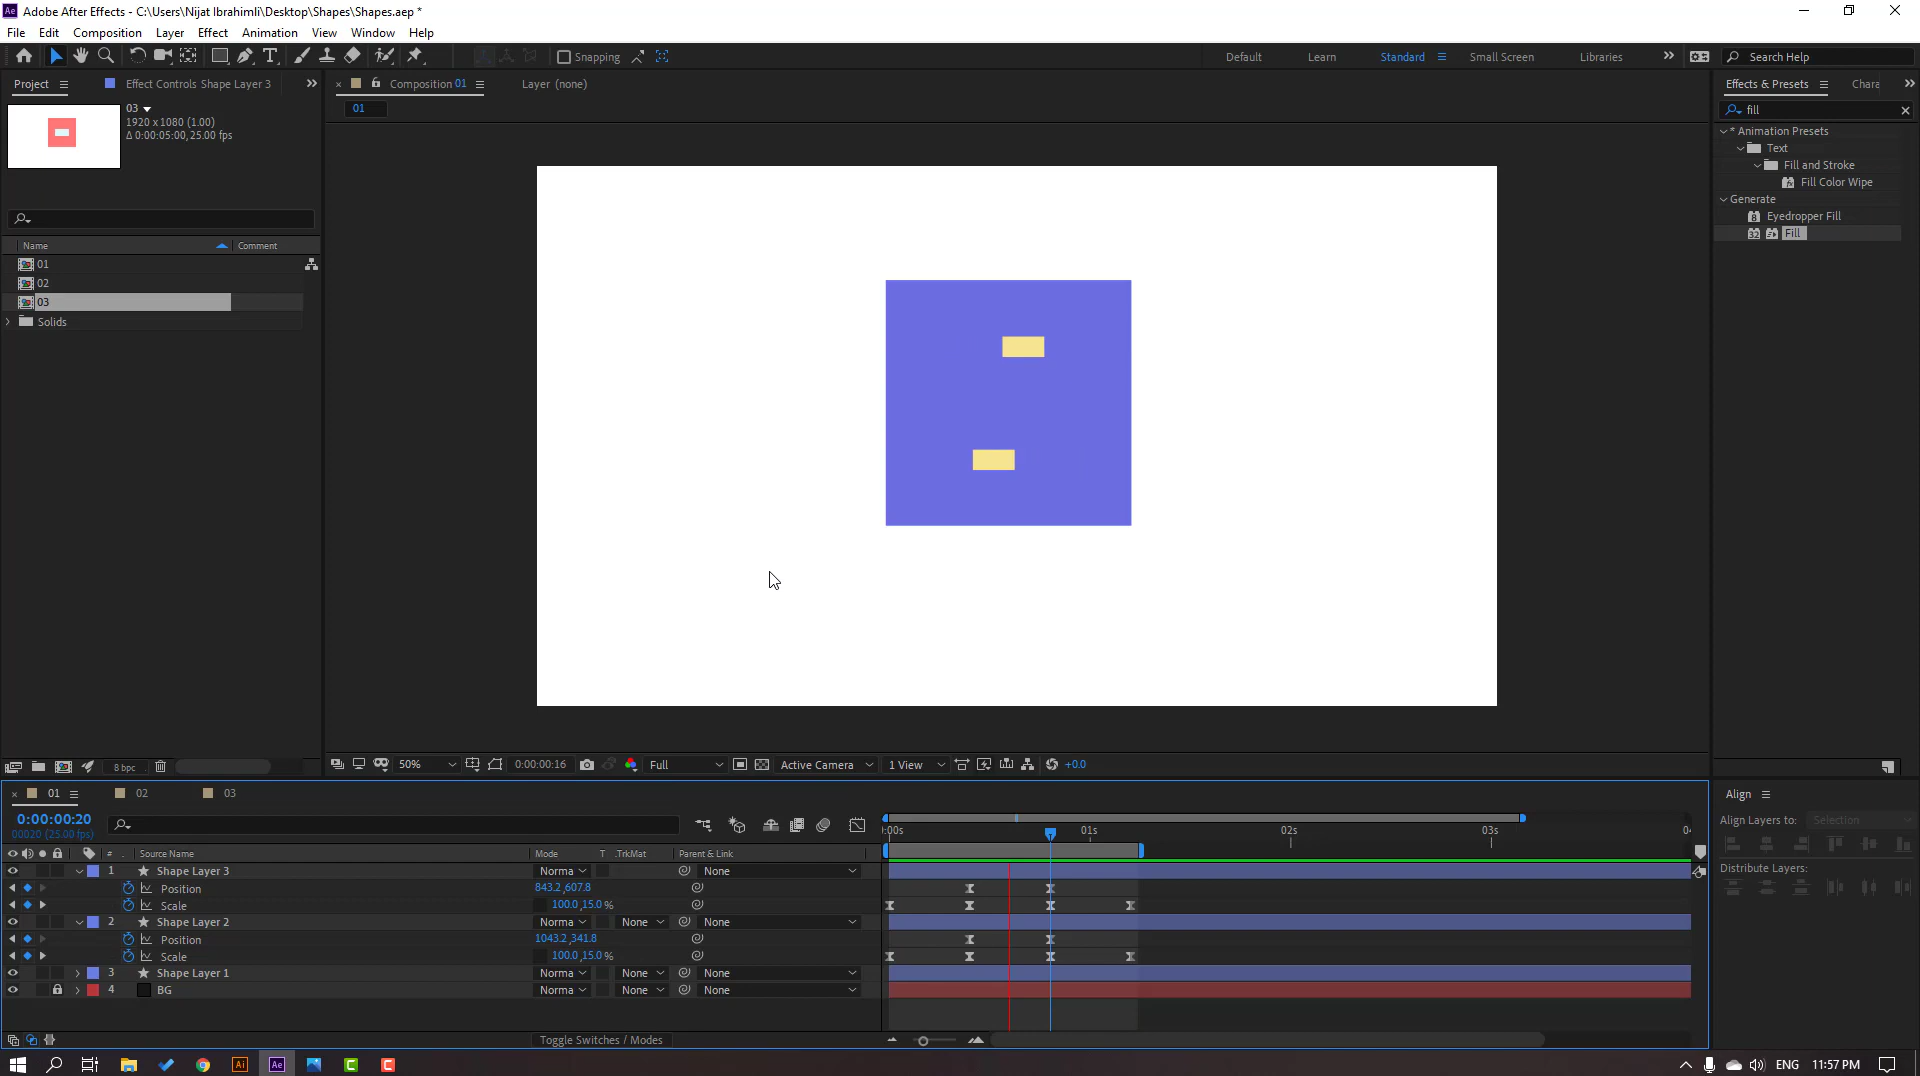 Adobe After Effects - C:\Users\Nijat Ibrahimli\Desktop\Shapes\Shapes.aep *
File Edit Composition Layer Effect Animation View Window Help
Snapping
Default Learn Standard Small Screen Libraries Search Help
Project Effect Controls Shape Layer 3
Composition 01 Layer (none)
Effects & Presets Chara
03
1920 x 1080 (1.00)
Δ 0:00:05:00, 25.00 fps
01
fill
* Animation Presets
Text
Fill and Stroke
Fill Color Wipe
Generate
Eyedropper Fill
Fill
Name Comment
01
02
03
Solids
8 bpc
50% 0:00:00:16 Full Active Camera 1 View +0.0
01 02 03
Align
0:00:00:20
00020 (25.00 fps)
Align Layers to: Selection
:00s 01s 02s 03s
# . Source Name Mode T .TrkMat Parent & Link
1 Shape Layer 3 Norma None
Distribute Layers:
Position 843.2,607.8
Scale 100.0,15.0 %
2 Shape Layer 2 Norma None None
Position 1043.2,341.8
Scale 100.0,15.0 %
3 Shape Layer 1 Norma None None
4 BG Norma None None
Toggle Switches / Modes
ENG 11:57 PM